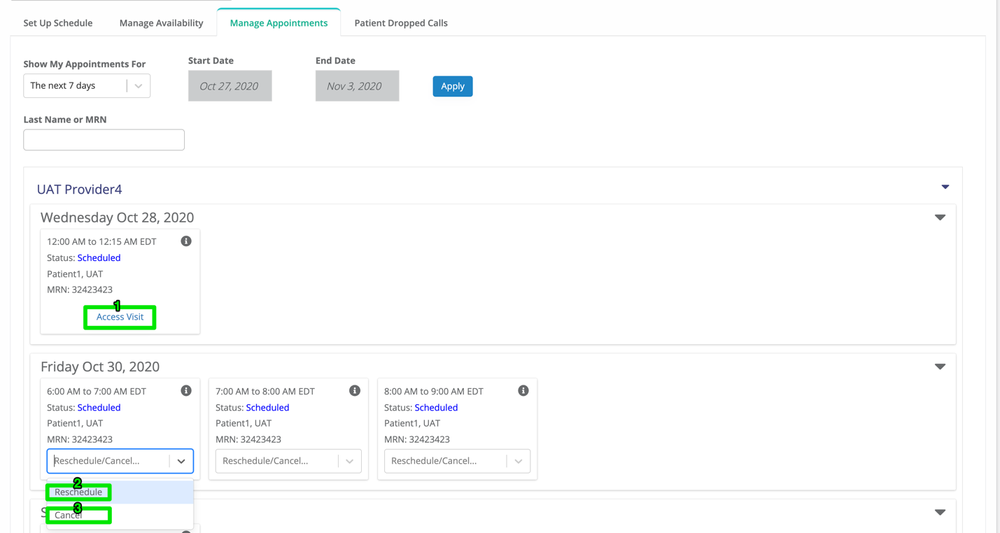 Set Up Schedule Manage Availability Manage Appointments Patient Dropped Calls
Show My Appointments For Start Date End Date
The next 7 days Oct 27, 2020 Nov 3, 2020 Apply
Last Name or MRN
UAT Provider4
Wednesday Oct 28, 2020
12:00 AM to 12:15 AM EDT
Status: Scheduled
Patient1, UAT
MRN: 32423423
1
Access Visit
Friday Oct 30, 2020
6:00 AM to 7:00 AM EDT 7:00 AM to 8:00 AM EDT 8:00 AM to 9:00 AM EDT
Status: Scheduled Status: Scheduled Status: Scheduled
Patient1, UAT Patient1, UAT Patient1, UAT
MRN: 32423423 MRN: 32423423 MRN: 32423423
Reschedule/Cancel... Reschedule/Cancel... Reschedule/Cancel...
2
Reschedule
3
Cancel